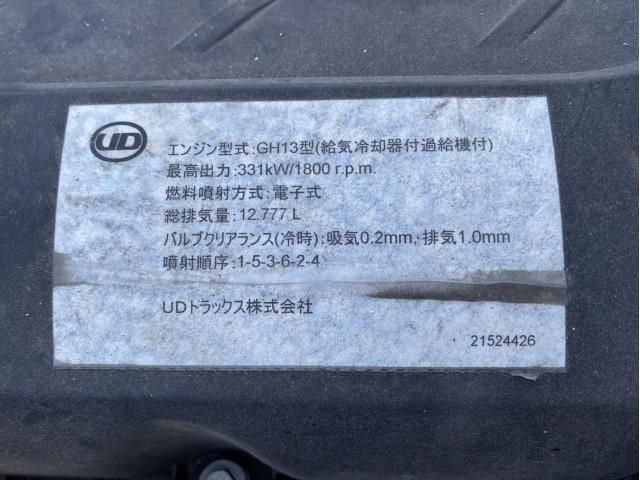 UD
エンジン型式:GH13型(給気冷却器付過給機付)
最高出力:331kW/1800 r.p.m.
燃料噴射方式:電子式
総排気量:12.777 L
バルブクリアランス(冷時):吸気0.2mm、排気1.0mm
噴射順序:1-5-3-6-2-4
UDトラックス株式会社
21524426